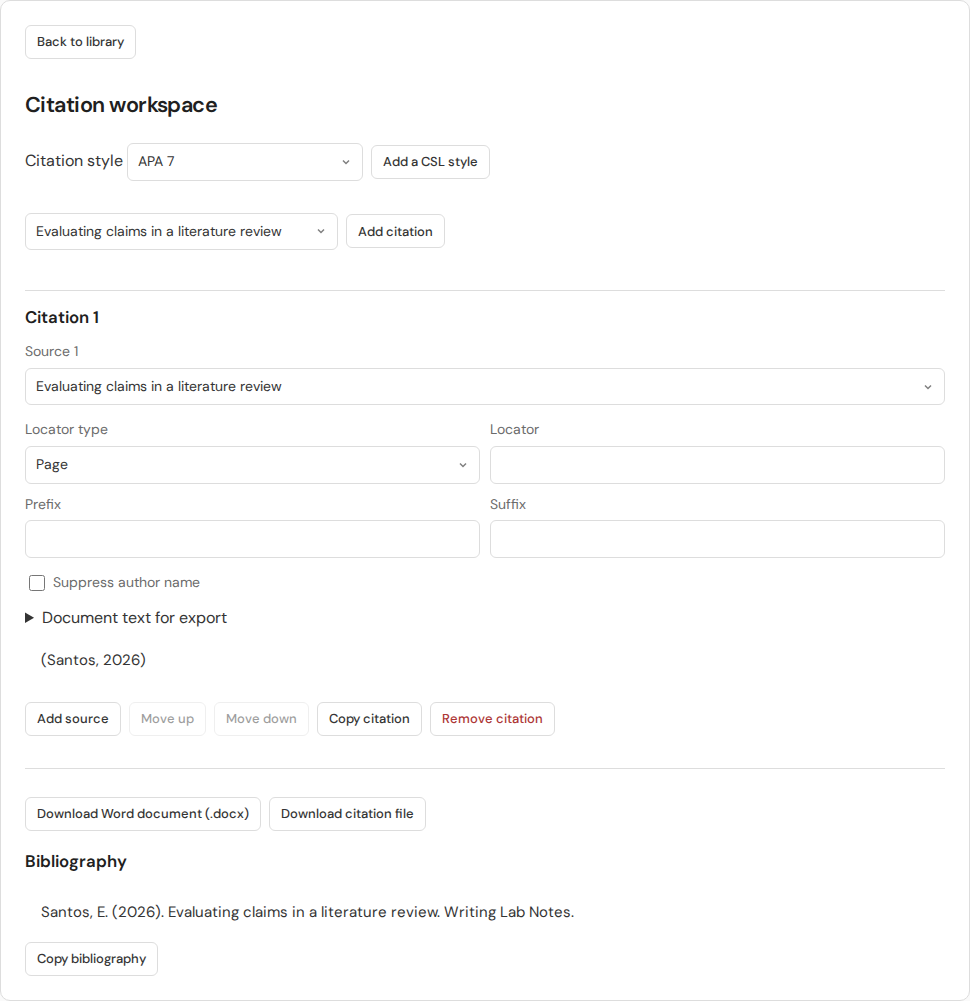 Back to library
Citation workspace
Citation style APA 7 Add a CSL style
Evaluating claims in a literature review Add citation
Citation 1
Source 1
Evaluating claims in a literature review
Locator type Locator
Page
Prefix Suffix
Suppress author name
Document text for export
(Santos, 2026)
Add source Move up Move down Copy citation Remove citation
Download Word document (.docx) Download citation file
Bibliography
Santos, E. (2026). Evaluating claims in a literature review. Writing Lab Notes.
Copy bibliography